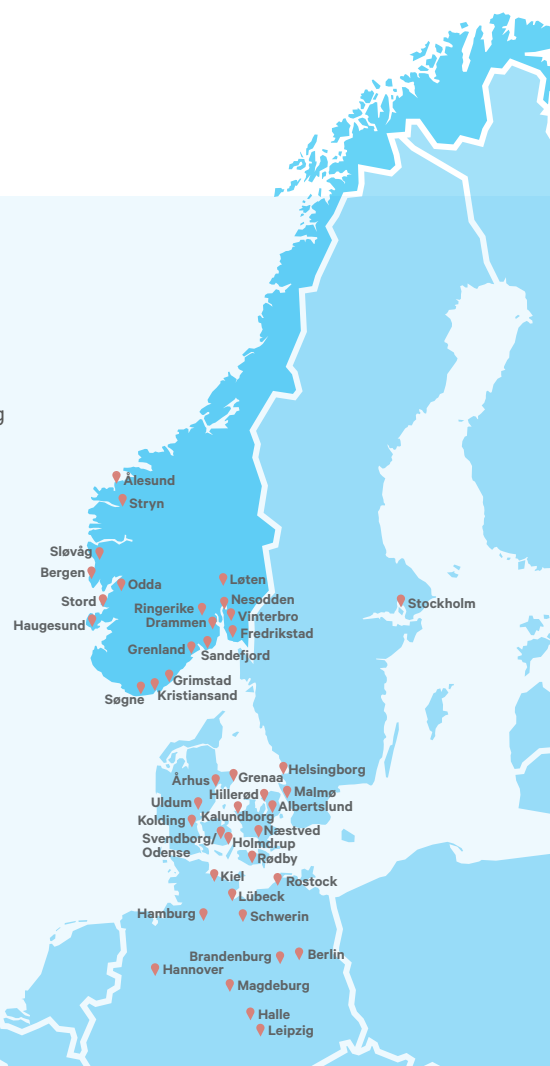 g
Ålesund
Stryn
Sløvåg
Bergen
Odda
Løten
Stord
Nesodden
Ringerike
Vinterbro
Haugesund
Drammen
Fredrikstad
Grenland
Sandefjord
Grimstad
Kristiansand
Søgne
Stockholm
Helsingborg
Århus
Grenaa
Hillerød
Malmø
Uldum
Albertslund
Kalundborg
Kolding
Næstved
Svendborg/
Odense
Holmdrup
Rødby
Kiel
Rostock
Lübeck
Hamburg
Schwerin
Brandenburg
Berlin
Hannover
Magdeburg
Halle
Leipzig